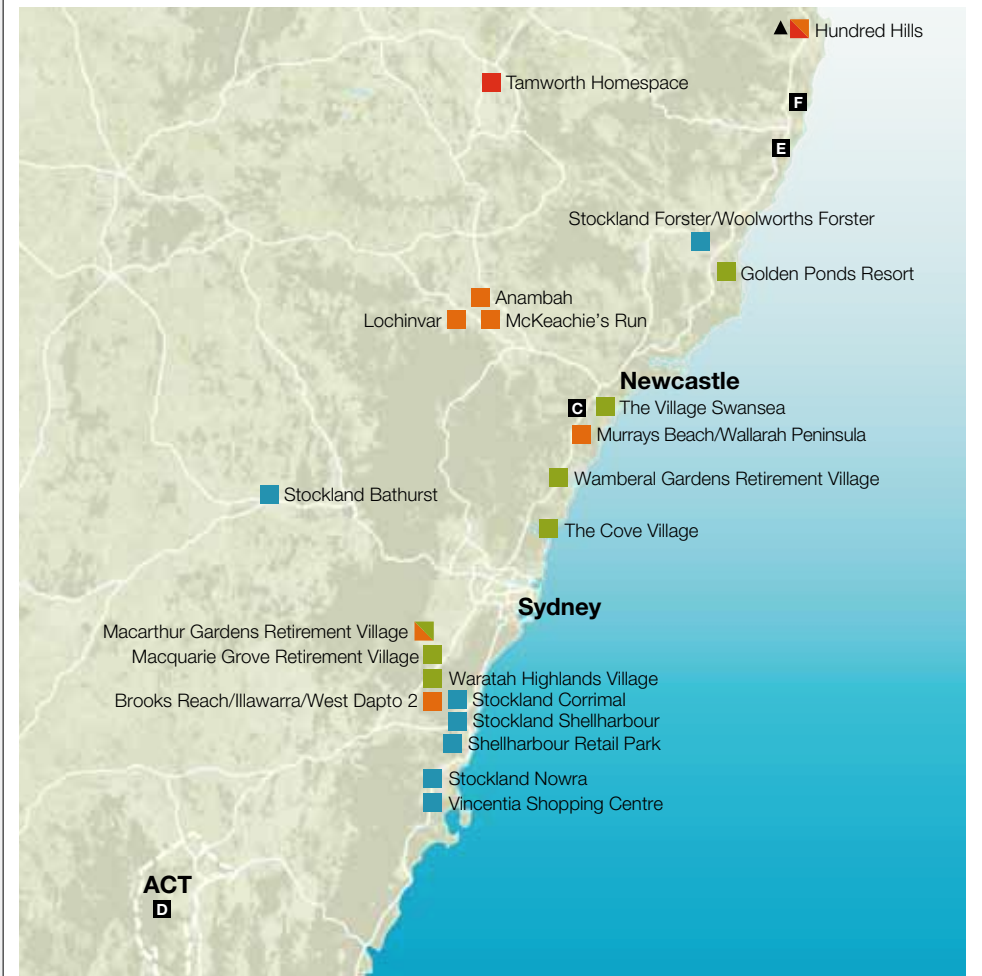 Hundred Hills
Tamworth Homespace
F
E
Stockland Forster/Woolworths Forster
Golden Ponds Resort
Anambah
Lochinvar
McKeachie's Run
Newcastle
C
The Village Swansea
Murrays Beach/Wallarah Peninsula
Wamberal Gardens Retirement Village
Stockland Bathurst
The Cove Village
Sydney
Macarthur Gardens Retirement Village
Macquarie Grove Retirement Village
Waratah Highlands Village
Brooks Reach/Illawarra/West Dapto 2
Stockland Corrimal
Stockland Shellharbour
Shellharbour Retail Park
Stockland Nowra
Vincentia Shopping Centre
ACT
D